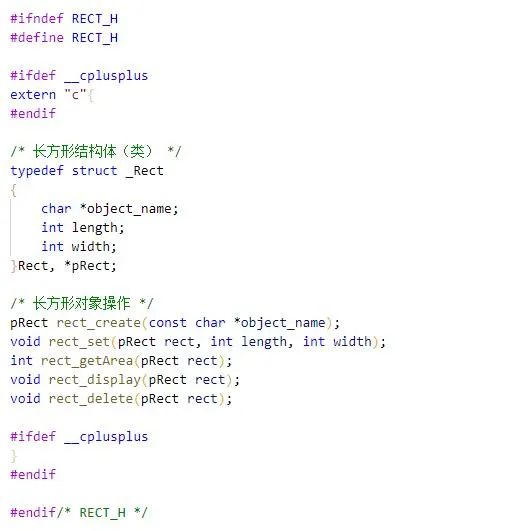 #ifndef RECT_H
#define RECT_H
#ifdef __cplusplus
extern "c"{
#endif
/* 长方形结构体（类） */
typedef struct _Rect
{
char *object_name;
int length;
int width;
}Rect, *pRect;
/* 长方形对象操作 */
pRect rect_create(const char *object_name);
void rect_set(pRect rect, int length, int width);
int rect_getArea(pRect rect);
void rect_display(pRect rect);
void rect_delete(pRect rect);
#ifdef __cplusplus
}
#endif
#endif/* RECT_H */